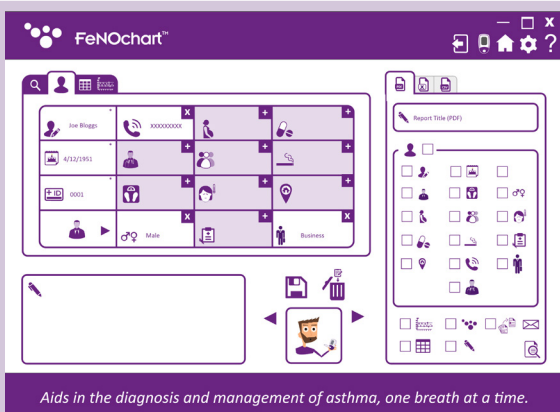 FeNOchart™
Joe Bloggs
XXXXXXXXX
4/12/1951
+ ID 0001
Male
Business
Report Title (PDF)
Aids in the diagnosis and management of asthma, one breath at a time.